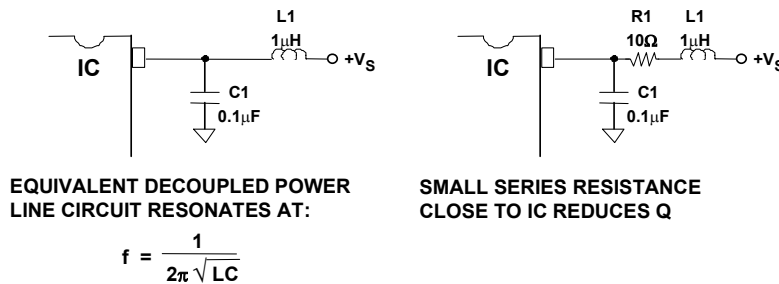 L1
1µH
IC
+VS
C1
0.1µF
EQUIVALENT DECOUPLED POWER
LINE CIRCUIT RESONATES AT:
f = 1 / 2π √LC
R1 L1
10Ω 1µH
IC
+VS
C1
0.1µF
SMALL SERIES RESISTANCE
CLOSE TO IC REDUCES Q